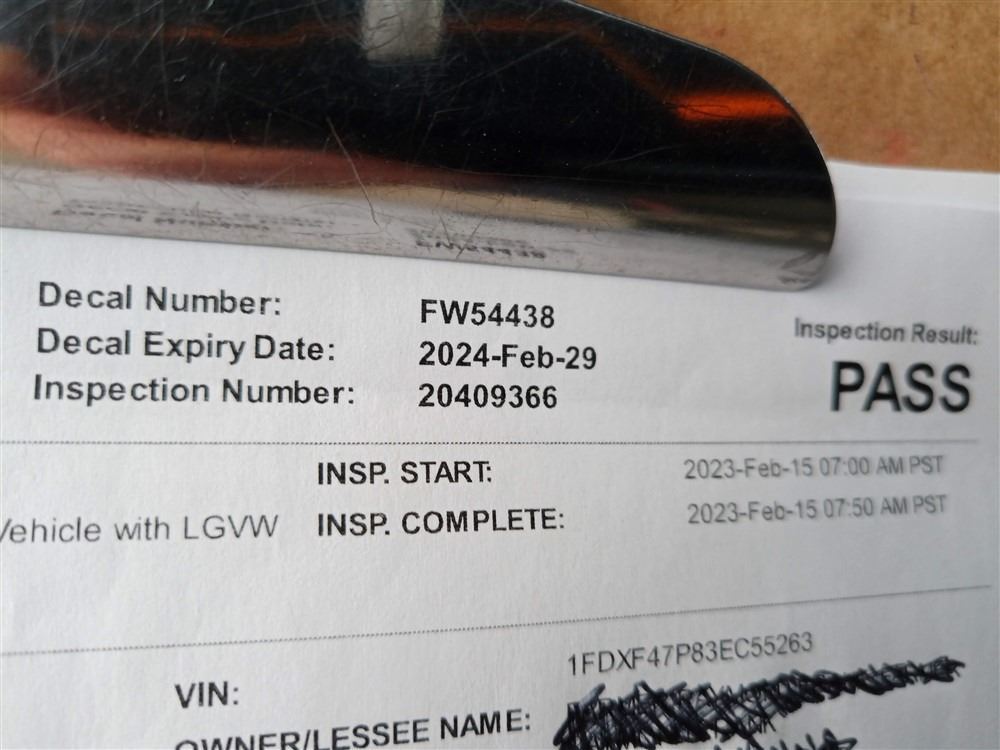 Decal Number: FW54438
Decal Expiry Date: 2024-Feb-29
Inspection Number: 20409366
Inspection Result:
PASS
INSP. START: 2023-Feb-15 07:00 AM PST
Vehicle with LGVW INSP. COMPLETE: 2023-Feb-15 07:50 AM PST
VIN: 1FDXF47P83EC55263
OWNER/LESSEE NAME: